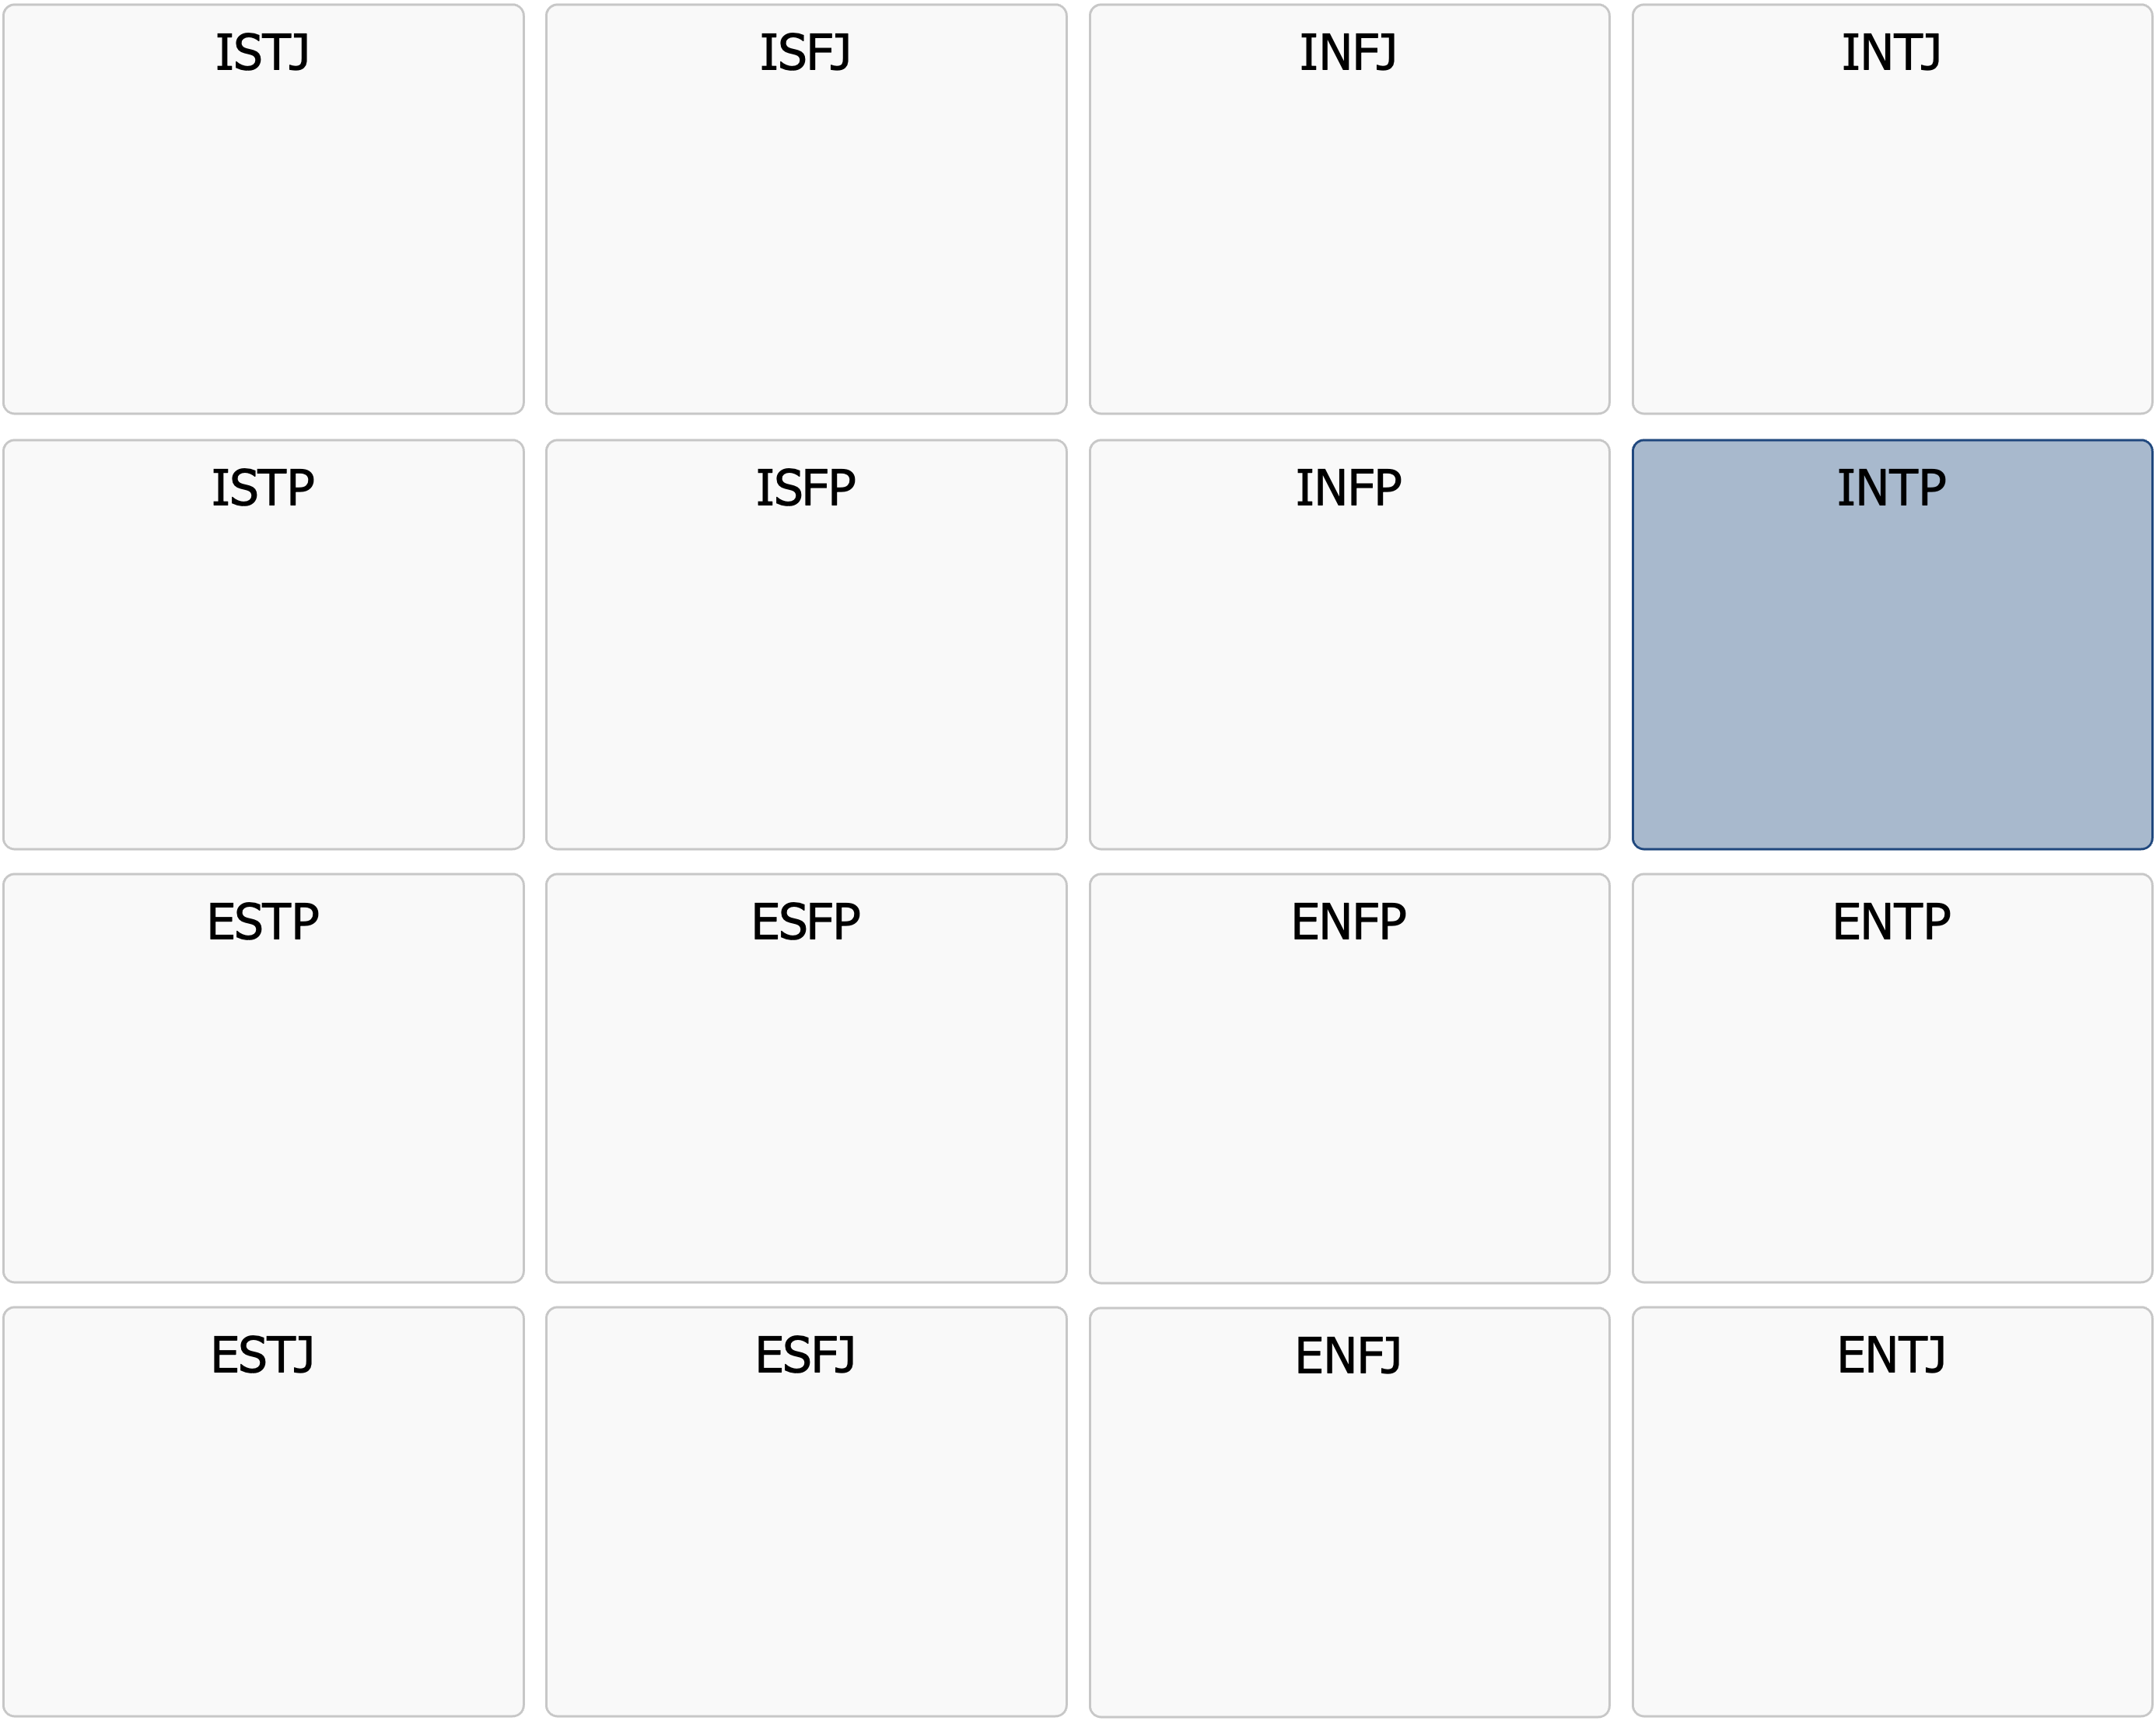 ISTJ ISFJ INFJ INTJ
ISTP ISFP INFP INTP
ESTP ESFP ENFP ENTP
ESTJ ESFJ ENFJ ENTJ